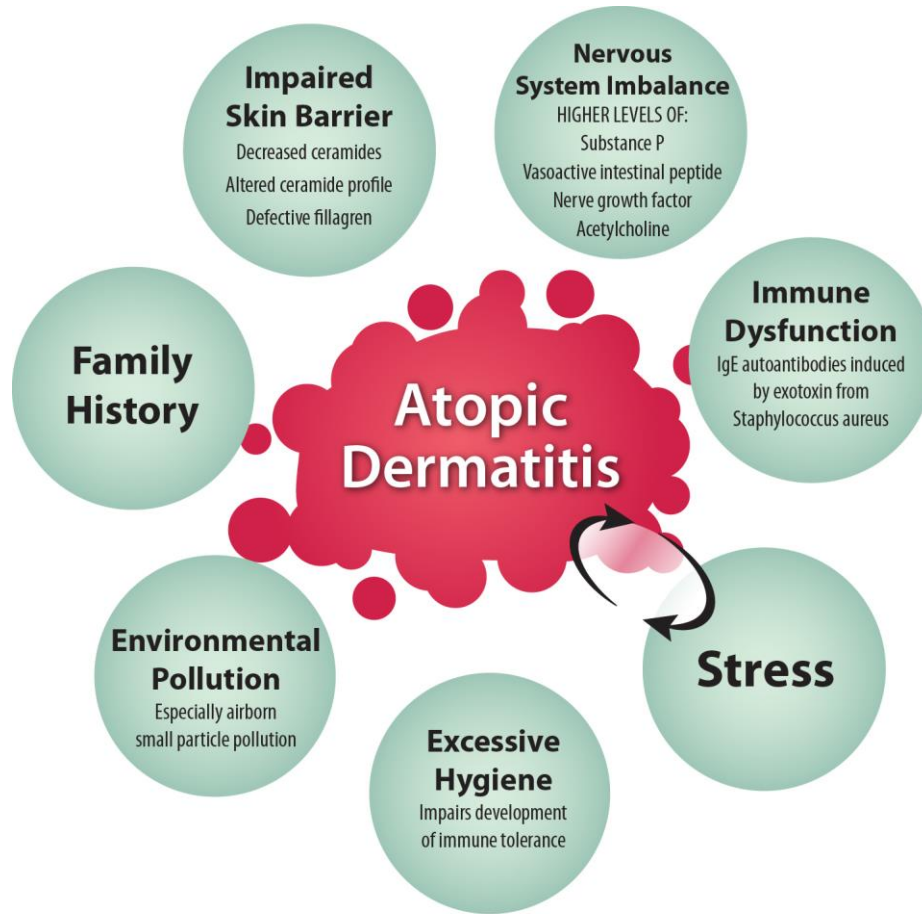 Impaired
Skin Barrier
Decreased ceramides
Altered ceramide profile
Defective fillagren
Nervous
System Imbalance
HIGHER LEVELS OF:
Substance P
Vasoactive intestinal peptide
Nerve growth factor
Acetylcholine
Immune
Dysfunction
IgE autoantibodies induced
by exotoxin from
Staphylococcus aureus
Family
History
Atopic
Dermatitis
Environmental
Pollution
Especially airborn
small particle pollution
Excessive
Hygiene
Impairs development
of immune tolerance
Stress